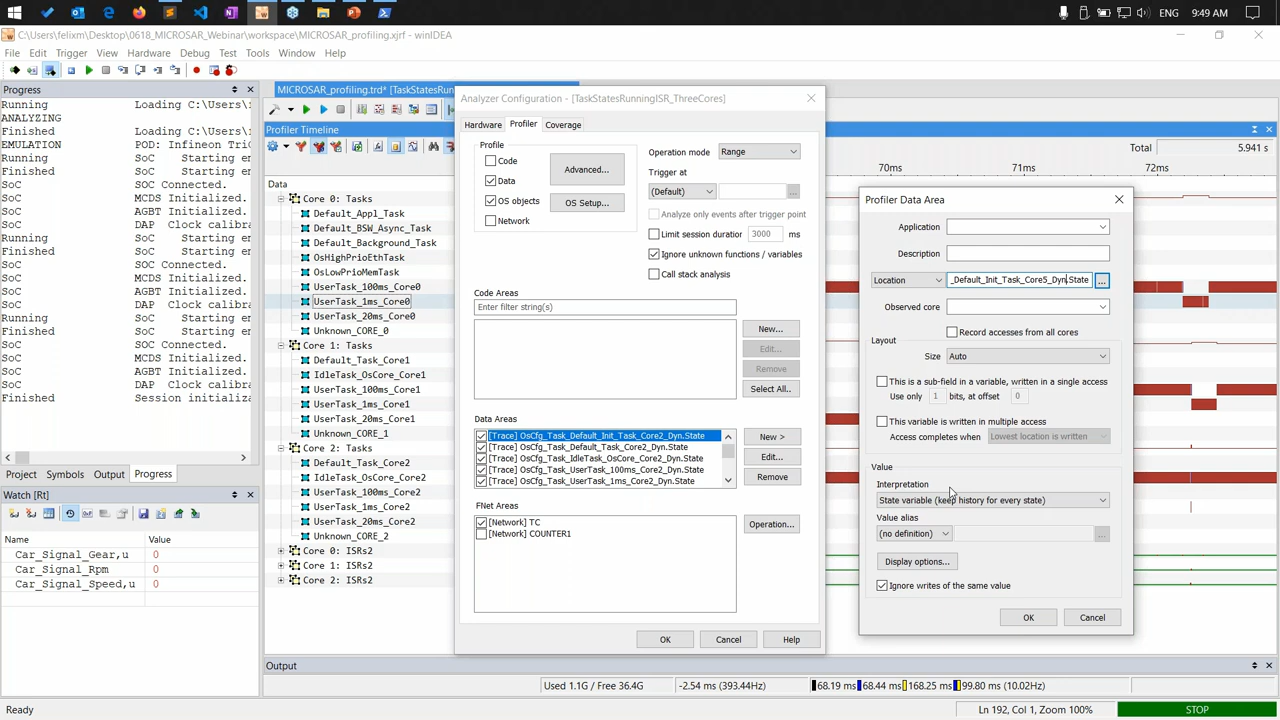 ENG 9:49 AM
C:\Users\felixm\Desktop\0618_MICROSAR_Webinar\workspace\MICROSAR_profiling.xjrf - winIDEA
File Edit Trigger View Hardware Debug Test Tools Window Help
Progress
Running Loading C:\Users\
ANALYZING
Finished Loading C:\Users\
EMULATION POD: Infineon Tri
Running Starting e
Finished Starting e
SoC SoC Connected.
SoC MCDS Initialized.
SoC AGBT Initialized.
SoC DAP Clock calibra
Running Starting e
Finished Starting en
SoC SoC Connected.
SoC MCDS Initialized.
SoC AGBT Initialized.
SoC DAP Clock calibra
Running Starting e
Finished Starting en
SoC SoC Connected.
SoC MCDS Initialized.
SoC AGBT Initialized.
SoC DAP Clock calibra
Finished Session initializa
Project Symbols Output Progress
Watch [Rt]
Name Value
Car_Signal_Gear,u 0
Car_Signal_Rpm 0
Car_Signal_Speed,u 0
MICROSAR_profiling.trd* [TaskStatesRun
Profiler Timeline
Total 5.941 s
70ms 71ms 72ms
Data
Core 0: Tasks
Default_Appl_Task
Default_BSW_Async_Task
Default_Background_Task
OsHighPrioEthTask
OsLowPrioMemTask
UserTask_100ms_Core0
UserTask_1ms_Core0
UserTask_20ms_Core0
Unknown_CORE_0
Core 1: Tasks
Default_Task_Core1
IdleTask_OsCore_Core1
UserTask_100ms_Core1
UserTask_1ms_Core1
UserTask_20ms_Core1
Unknown_CORE_1
Core 2: Tasks
Default_Task_Core2
IdleTask_OsCore_Core2
UserTask_100ms_Core2
UserTask_1ms_Core2
UserTask_20ms_Core2
Unknown_CORE_2
Core 0: ISRs2
Core 1: ISRs2
Core 2: ISRs2
Analyzer Configuration - [TaskStatesRunningISR_ThreeCores]
Hardware Profiler Coverage
Profile
Code
Data
OS objects
Network
Advanced...
OS Setup...
Operation mode Range
Trigger at
(Default) ...
Analyze only events after trigger point
Limit session duration 3000 ms
Ignore unknown functions / variables
Call stack analysis
Code Areas
Enter filter string(s)
New...
Edit...
Remove
Select All..
Data Areas
[Trace] OsCfg_Task_Default_Init_Task_Core2_Dyn.State
[Trace] OsCfg_Task_Default_Task_Core2_Dyn.State
[Trace] OsCfg_Task_IdleTask_OsCore_Core2_Dyn.State
[Trace] OsCfg_Task_UserTask_100ms_Core2_Dyn.State
[Trace] OsCfg_Task_UserTask_1ms_Core2_Dyn.State
New >
Edit...
Remove
FNet Areas
[Network] TC
[Network] COUNTER1
Operation...
OK Cancel Help
Profiler Data Area
Application
Description
Location _Default_Init_Task_Core5_Dyn.State ...
Observed core
Record accesses from all cores
Layout
Size Auto
This is a sub-field in a variable, written in a single access
Use only 1 bits, at offset 0
This variable is written in multiple access
Access completes when Lowest location is written
Value
Interpretation
State variable (keep history for every state)
Value alias
(no definition) ...
Display options...
Ignore writes of the same value
OK Cancel
Output
Used 1.1G / Free 36.4G -2.54 ms (393.44Hz) 68.19 ms 68.44 ms 168.25 ms 99.80 ms (10.02Hz)
Ready Ln 192, Col 1, Zoom 100% STOP